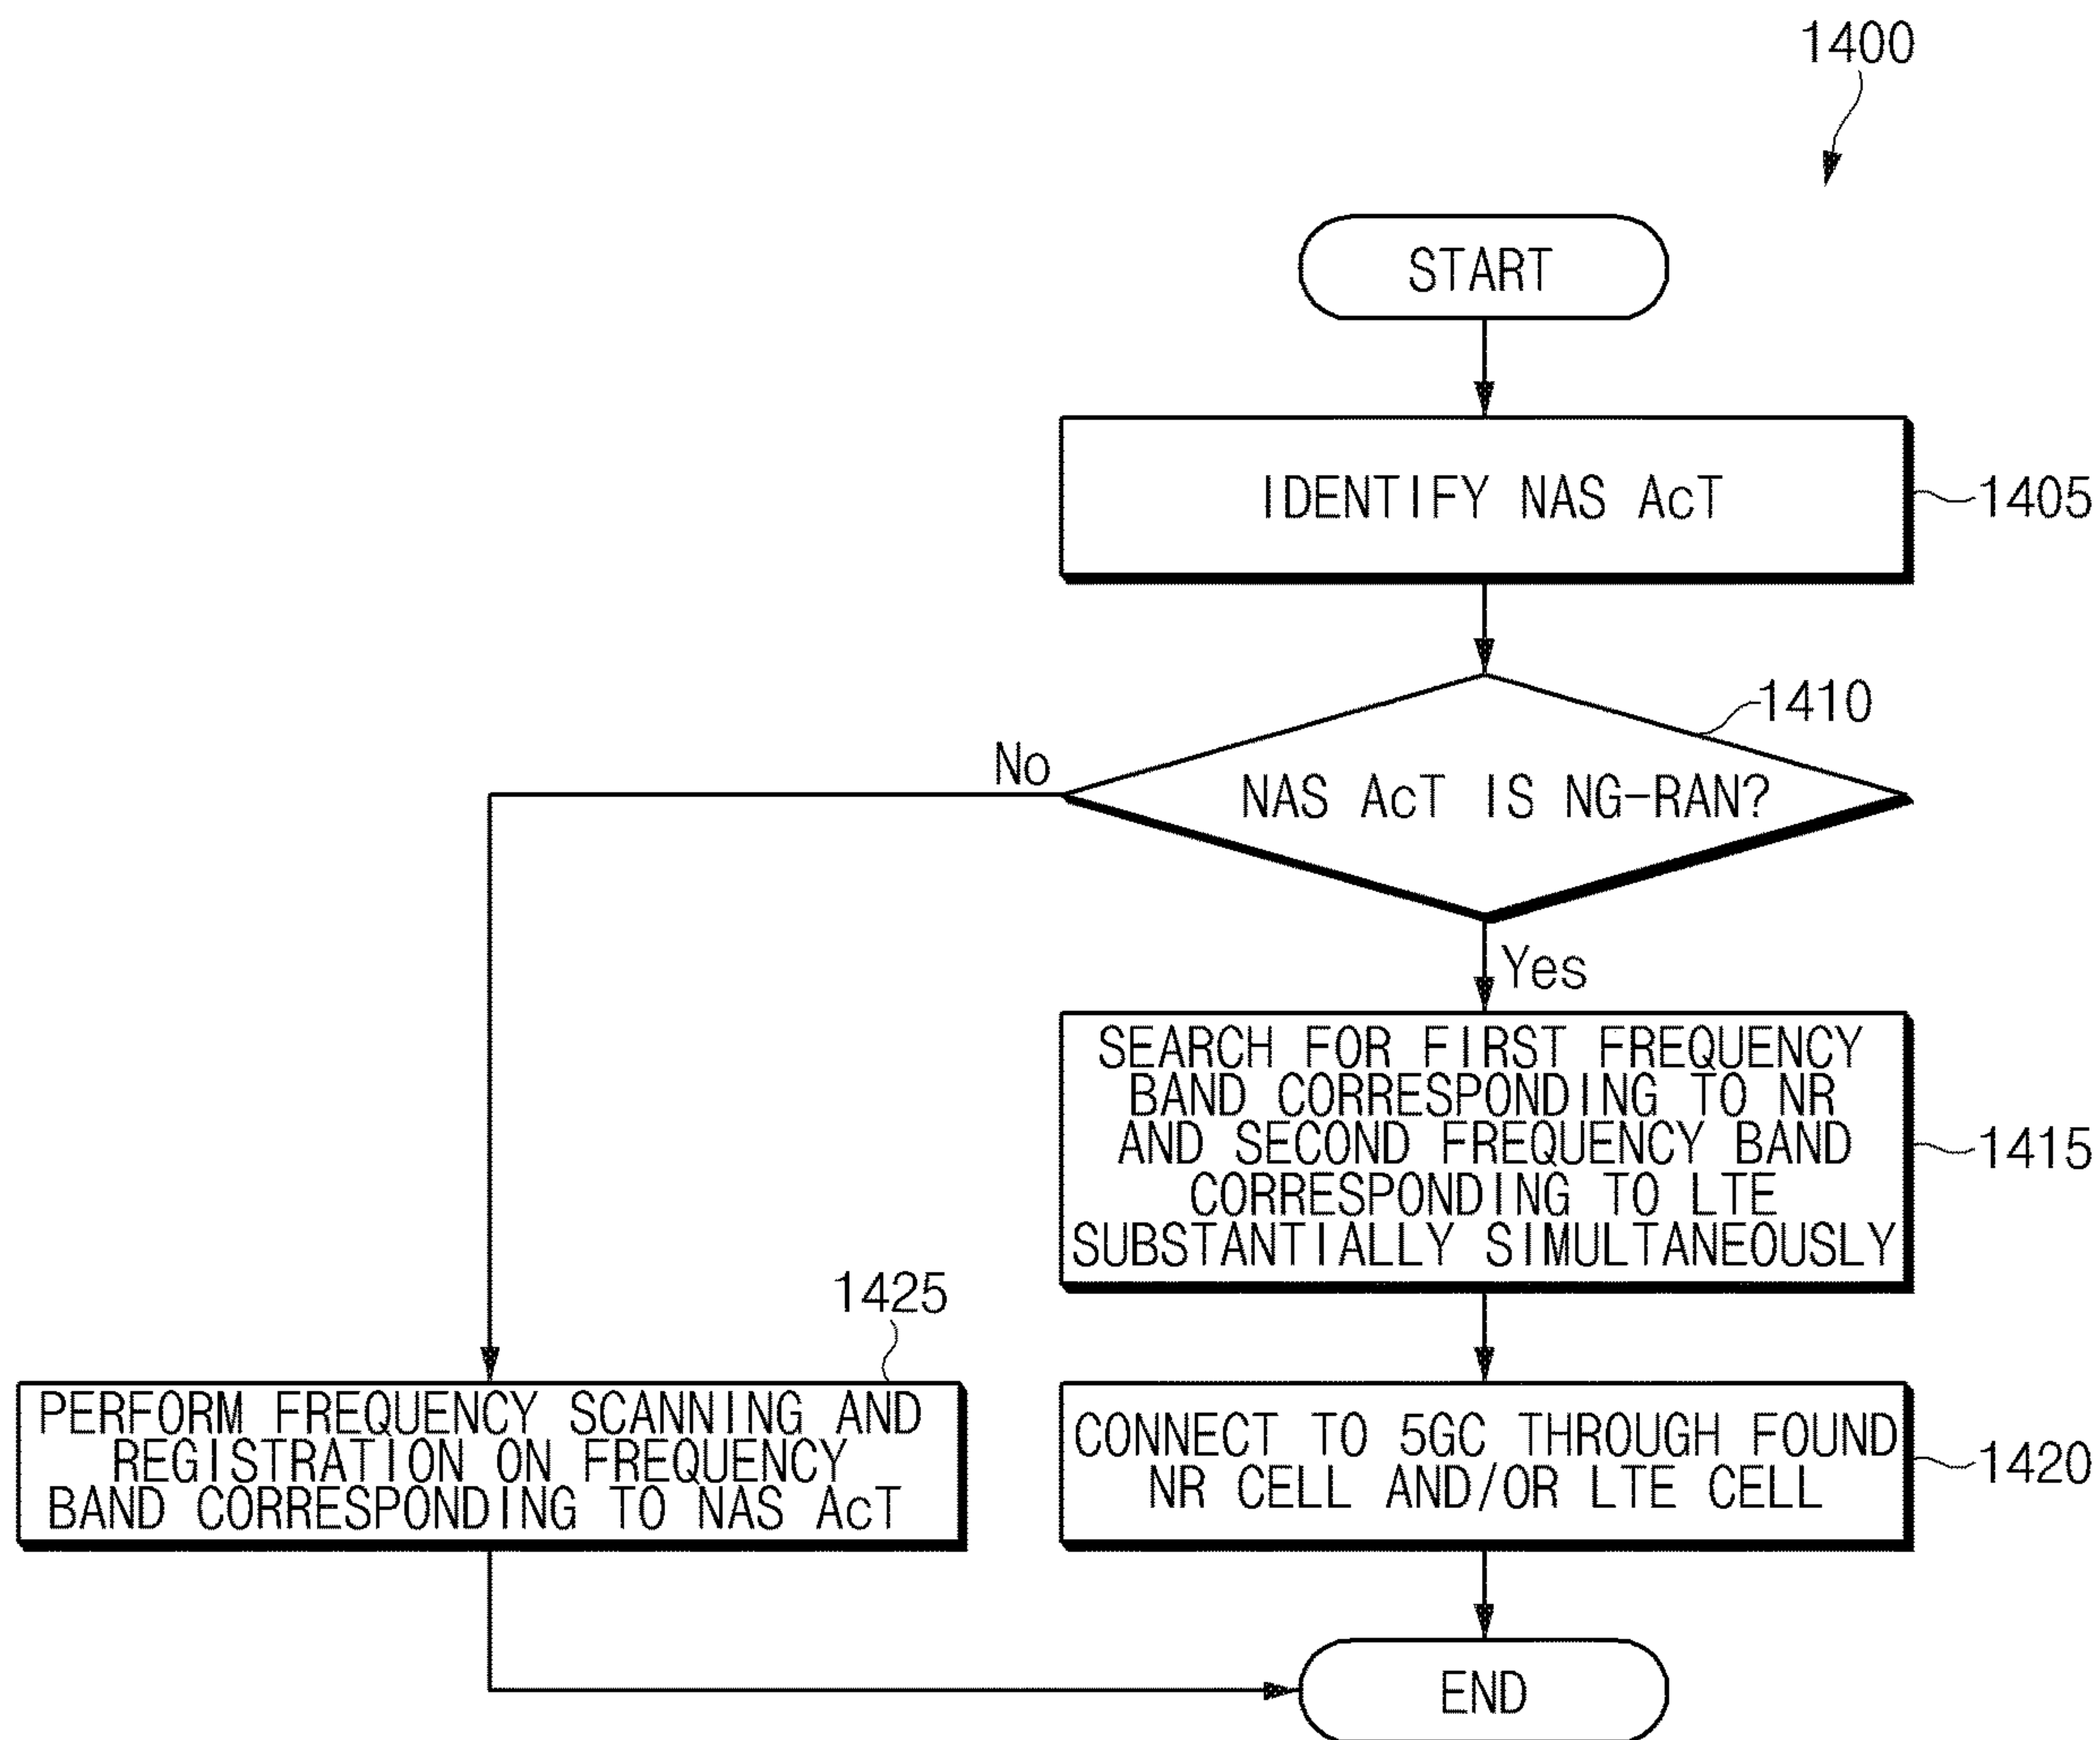 1400
START
IDENTIFY NAS AcT
1405
1410
No
NAS AcT IS NG-RAN?
Yes
SEARCH FOR FIRST FREQUENCY
BAND CORRESPONDING TO NR
AND SECOND FREQUENCY BAND
CORRESPONDING TO LTE
SUBSTANTIALLY SIMULTANEOUSLY
1415
1425
PERFORM FREQUENCY SCANNING AND
REGISTRATION ON FREQUENCY
BAND CORRESPONDING TO NAS AcT
CONNECT TO 5GC THROUGH FOUND
NR CELL AND/OR LTE CELL
1420
END